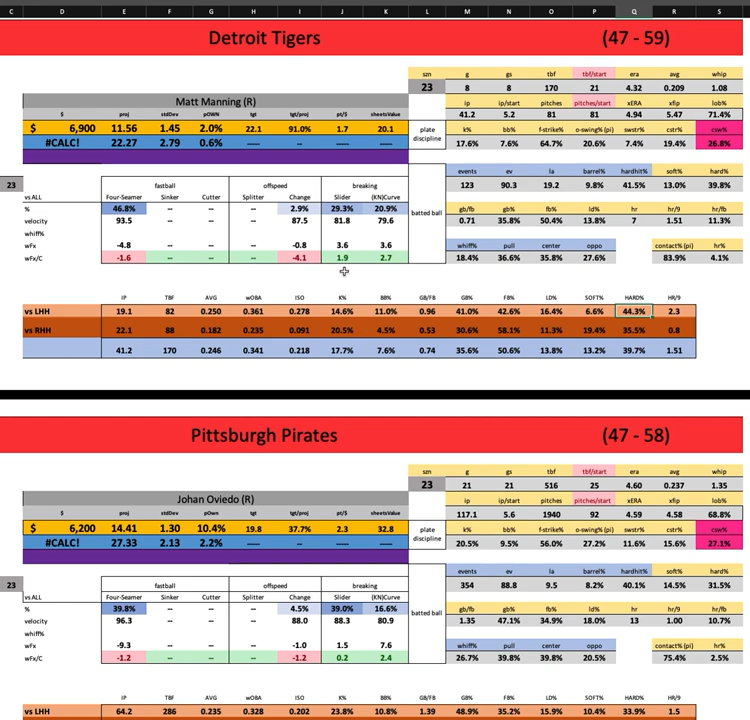 C D E F G H I J K L M N O P Q R S
Detroit Tigers (47 - 59)
szn g gs tbf tbf/start era avg whip
23 8 8 170 21 4.32 0.209 1.08
Matt Manning (R) ip ip/start pitches pitches/start xERA xfip lob%
41.2 5.2 81 81 4.94 5.47 71.4%
$ proj stdDev pOWN tgt tgt/proj pt/$ sheetsValue
$ 6,900 11.56 1.45 2.0% 22.1 91.0% 1.7 20.1 plate discipline k% bb% f-strike% o-swing% (pi) swstr% cstr% csw%
#CALC! 22.27 2.79 0.6% -- -- -- -- 17.6% 7.6% 64.7% 20.6% 7.4% 19.4% 26.8%
events ev la barrel% hardhit% soft% hard%
23 fastball offspeed breaking 123 90.3 19.2 9.8% 41.5% 13.0% 39.8%
vs ALL Four-Seamer Sinker Cutter Splitter Change Slider (KN)Curve
% 46.8% -- -- -- 2.9% 29.3% 20.9% batted ball gb/fb gb% fb% ld% hr hr/9 hr/fb
velocity 93.5 87.5 81.8 79.6 0.71 35.8% 50.4% 13.8% 7 1.51 11.3%
whiff%
wFx -4.8 -0.8 3.6 3.6 whiff% pull center oppo contact% (pi) hr%
wFx/C -1.6 -- -- -- -4.1 1.9 2.7 18.4% 36.6% 35.8% 27.6% 83.9% 4.1%
IP TBF AVG wOBA ISO K% BB% GB/FB GB% FB% LD% SOFT% HARD% HR/9
vs LHH 19.1 82 0.250 0.361 0.278 14.6% 11.0% 0.96 41.0% 42.6% 16.4% 6.6% 44.3% 2.3
vs RHH 22.1 88 0.182 0.235 0.091 20.5% 4.5% 0.53 30.6% 58.1% 11.3% 19.4% 35.5% 0.8
41.2 170 0.246 0.341 0.218 17.7% 7.6% 0.74 35.6% 50.6% 13.8% 13.2% 39.7% 1.51
Pittsburgh Pirates (47 - 58)
szn g gs tbf tbf/start era avg whip
23 21 21 516 25 4.60 0.237 1.35
Johan Oviedo (R) ip ip/start pitches pitches/start xERA xfip lob%
117.1 5.6 1940 92 4.59 4.58 68.8%
$ proj stdDev pOwn tgt tgt/proj pt/$ sheetsValue
$ 6,200 14.41 1.30 10.4% 19.8 37.7% 2.3 32.8 plate discipline k% bb% f-strike% o-swing% (pi) swstr% cstr% csw%
#CALC! 27.33 2.13 2.2% -- -- -- -- 20.5% 9.5% 56.0% 27.2% 11.6% 15.6% 27.1%
events ev la barrel% hardhit% soft% hard%
23 fastball offspeed breaking 354 88.8 9.5 8.2% 40.1% 14.5% 31.5%
vs ALL Four-Seamer Sinker Cutter Splitter Change Slider (KN)Curve
% 39.8% -- -- -- 4.5% 39.0% 16.6% batted ball gb/fb gb% fb% ld% hr hr/9 hr/fb
velocity 96.3 88.0 88.3 80.9 1.35 47.1% 34.9% 18.0% 13 1.00 10.7%
whiff%
wFx -9.3 -1.0 1.5 7.6 whiff% pull center oppo contact% (pi) hr%
wFx/C -1.2 -- -- -- -1.2 0.2 2.4 26.7% 39.8% 39.8% 20.5% 75.4% 2.5%
IP TBF AVG wOBA ISO K% BB% GB/FB GB% FB% LD% SOFT% HARD% HR/9
vs LHH 64.2 286 0.235 0.328 0.202 23.8% 10.8% 1.39 48.9% 35.2% 15.9% 10.4% 33.9% 1.5